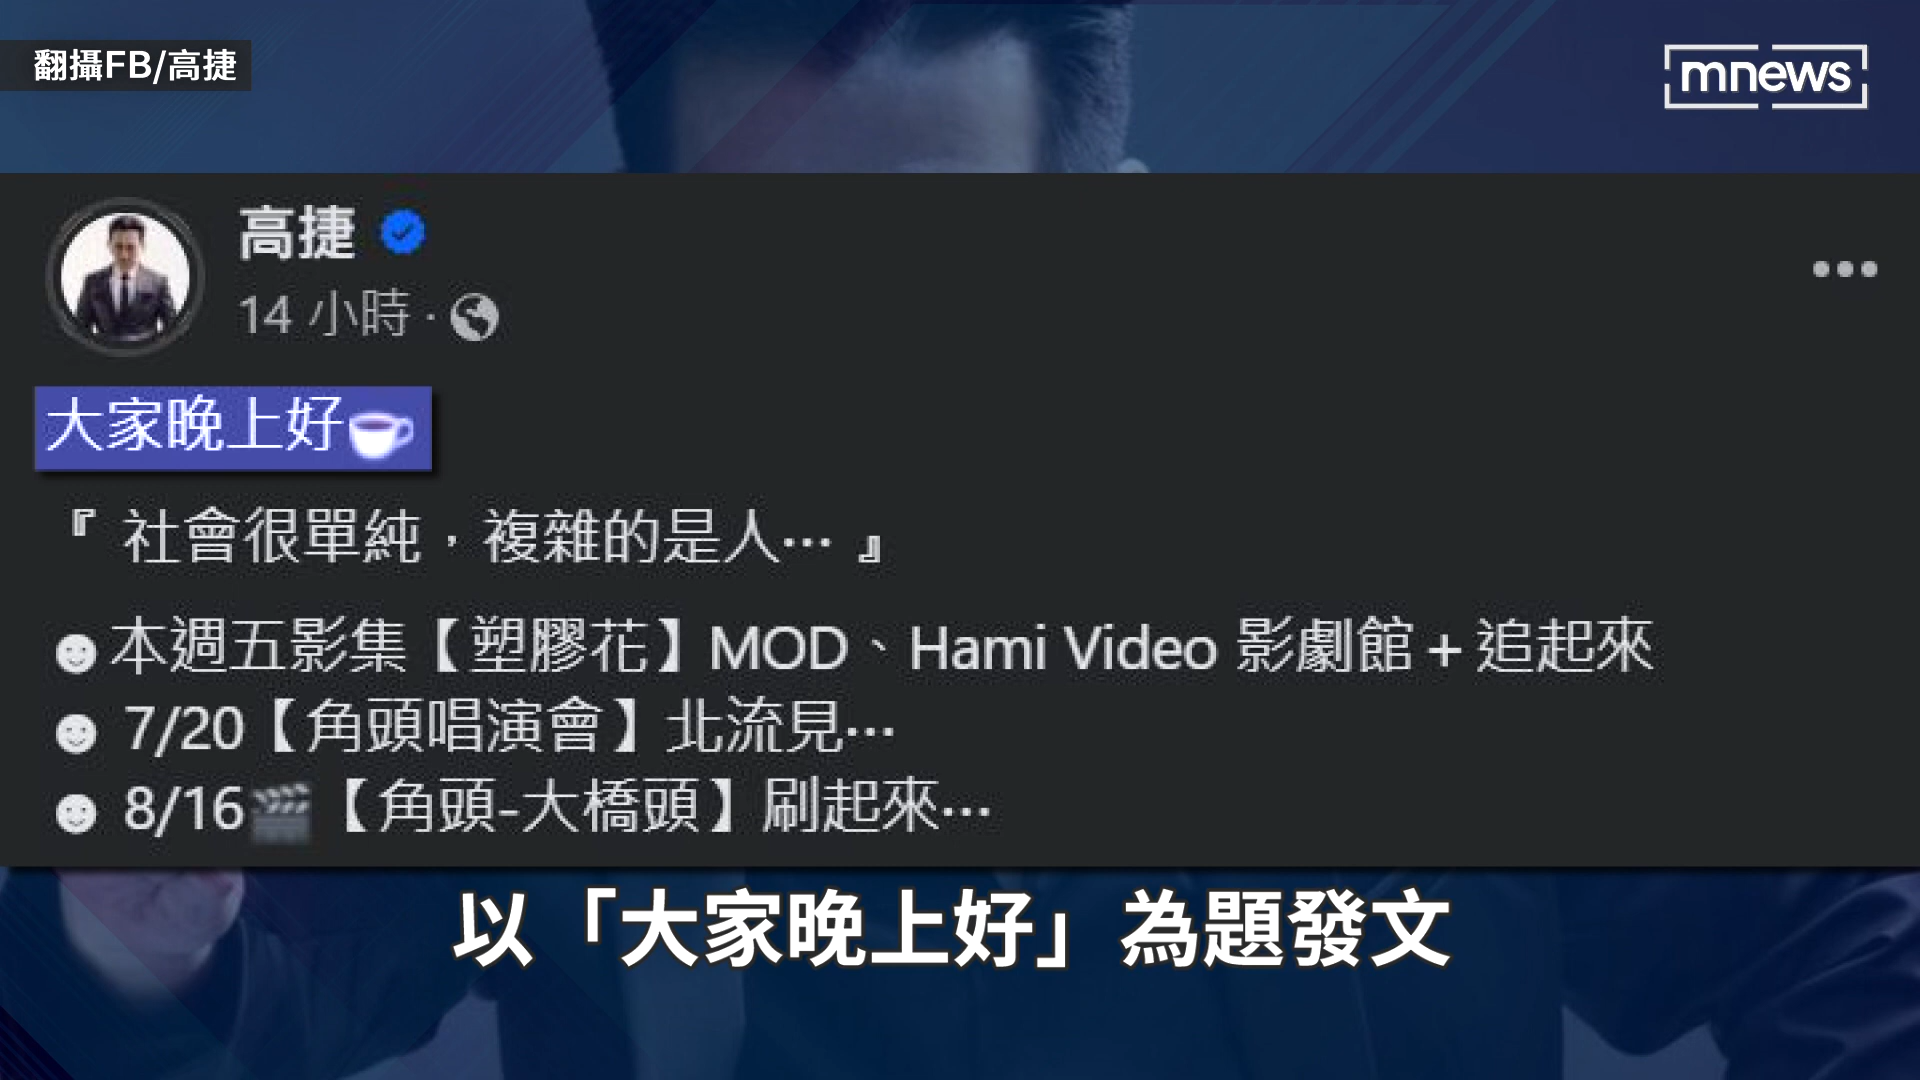 翻攝FB/高捷
mnews
高捷
14 小時 ·
大家晚上好☕
『 社會很單純，複雜的是人… 』
☻本週五影集【塑膠花】MOD、Hami Video 影劇館＋追起來
☻ 7/20【角頭唱演會】北流見…
☻ 8/16🎬【角頭-大橋頭】刷起來…
以「大家晚上好」為題發文